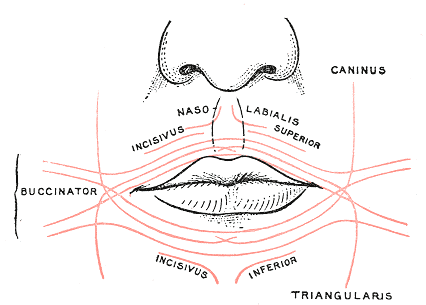 CANINUS
NASO LABIALIS
INCISIVUS SUPERIOR
BUCCINATOR
INCISIVUS INFERIOR
TRIANGULARIS